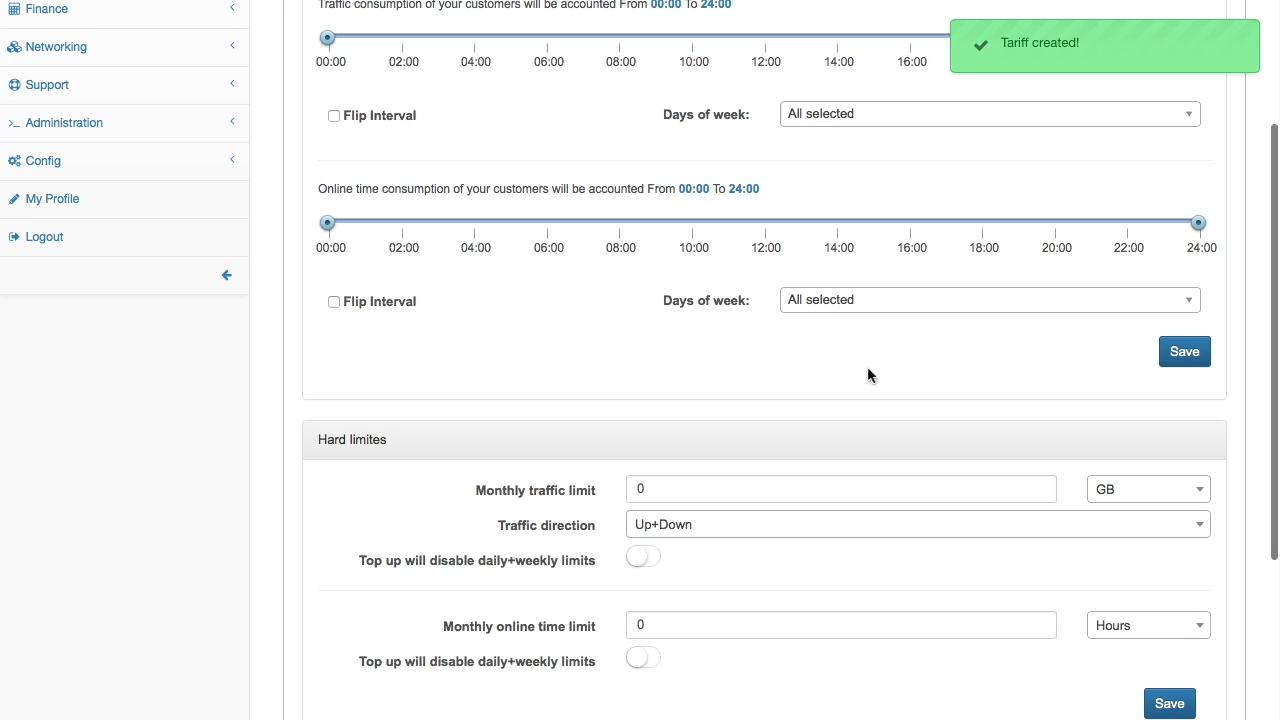 Finance
Networking
Support
Administration
Config
My Profile
Logout
Traffic consumption of your customers will be accounted From 00:00 To 24:00
Tariff created!
00:00 02:00 04:00 06:00 08:00 10:00 12:00 14:00 16:00
Flip Interval Days of week: All selected
Online time consumption of your customers will be accounted From 00:00 To 24:00
00:00 02:00 04:00 06:00 08:00 10:00 12:00 14:00 16:00 18:00 20:00 22:00 24:00
Flip Interval Days of week: All selected
Save
Hard limites
Monthly traffic limit 0 GB
Traffic direction Up+Down
Top up will disable daily+weekly limits
Monthly online time limit 0 Hours
Top up will disable daily+weekly limits
Save